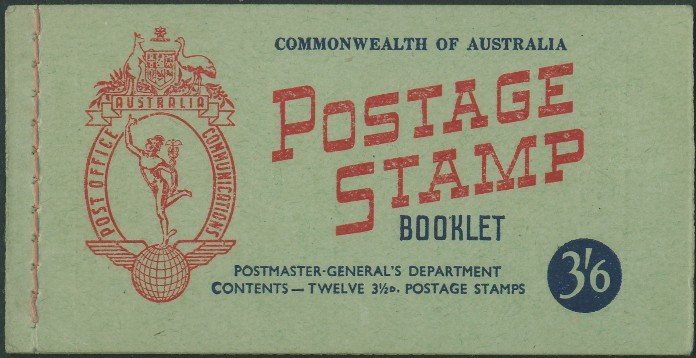 COMMONWEALTH OF AUSTRALIA
POSTAGE
STAMP
BOOKLET
POSTMASTER-GENERAL'S DEPARTMENT
CONTENTS — TWELVE 3½D. POSTAGE STAMPS
3'6
AUSTRALIA
POST OFFICE
COMMUNICATIONS